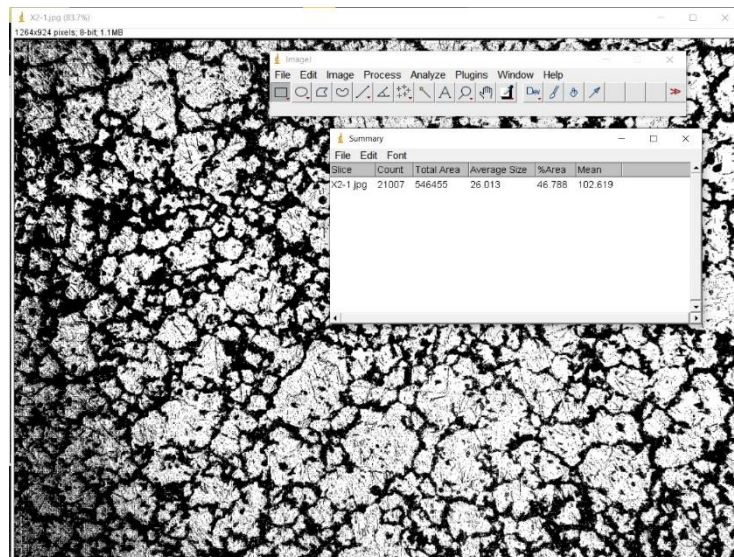 X2-1.jpg (83.7%)
1264x924 pixels; 8-bit; 1.1MB
ImageJ
File Edit Image Process Analyze Plugins Window Help
A Dev
Summary
File Edit Font
Slice Count Total Area Average Size %Area Mean
X2-1.jpg 21007 546455 26.013 46.788 102.619